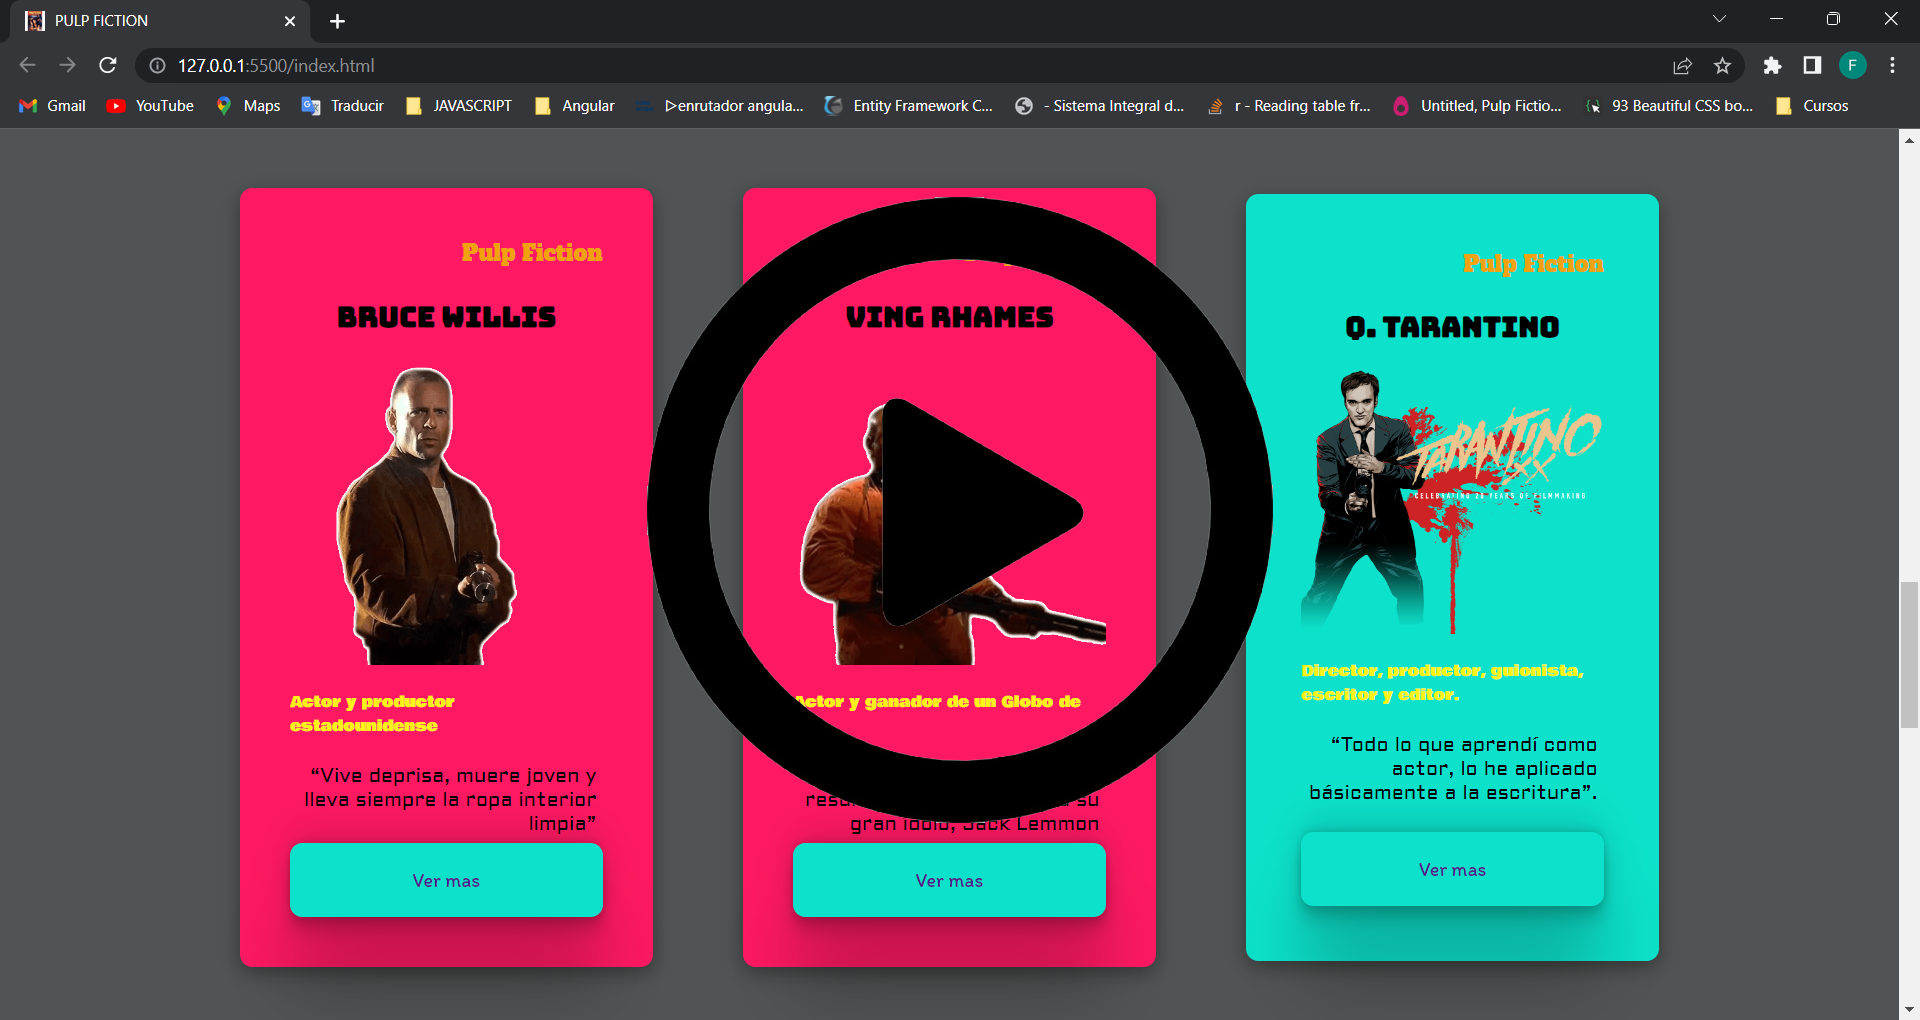 PULP FICTION
127.0.0.1:5500/index.html
F
Gmail
YouTube
Maps
Traducir
JAVASCRIPT
Angular
enrutador angula...
Entity Framework C...
- Sistema Integral d...
r - Reading table fr...
Untitled, Pulp Fictio...
93 Beautiful CSS bo...
Cursos
Pulp Fiction
BRUCE WILLIS
Actor y productor
estadounidense
“Vive deprisa, muere joven y
lleva siempre la ropa interior
limpia”
Ver mas
VING RHAMES
Actor y ganador de un Globo de
su
gran ídolo, Jack Lemmon
Ver mas
Pulp Fiction
Q. TARANTINO
TARANTINO
XX
CELEBRATING 20 YEARS OF FILMMAKING
Director, productor, guionista,
escritor y editor.
“Todo lo que aprendí como
actor, lo he aplicado
básicamente a la escritura”.
Ver mas